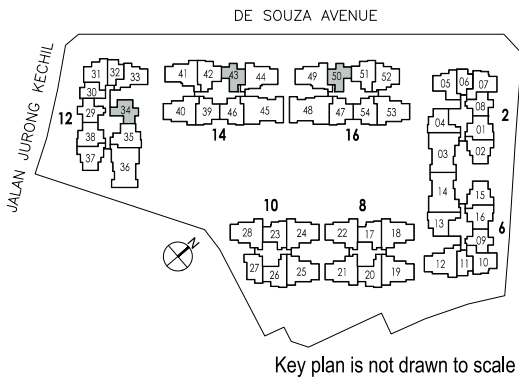 DE SOUZA AVENUE
JALAN JURONG KECHIL
31 32 33 41 42 43 44 49 50 51 52 05 06 07
30 08
29 34 40 39 46 45 48 47 54 53 04 01
12 2
38 35 14 16 02
37 36 03
14 15
10 8 13 16
6
28 23 24 22 17 18 09
27 26 25 21 20 19 12 11 10
N
Key plan is not drawn to scale